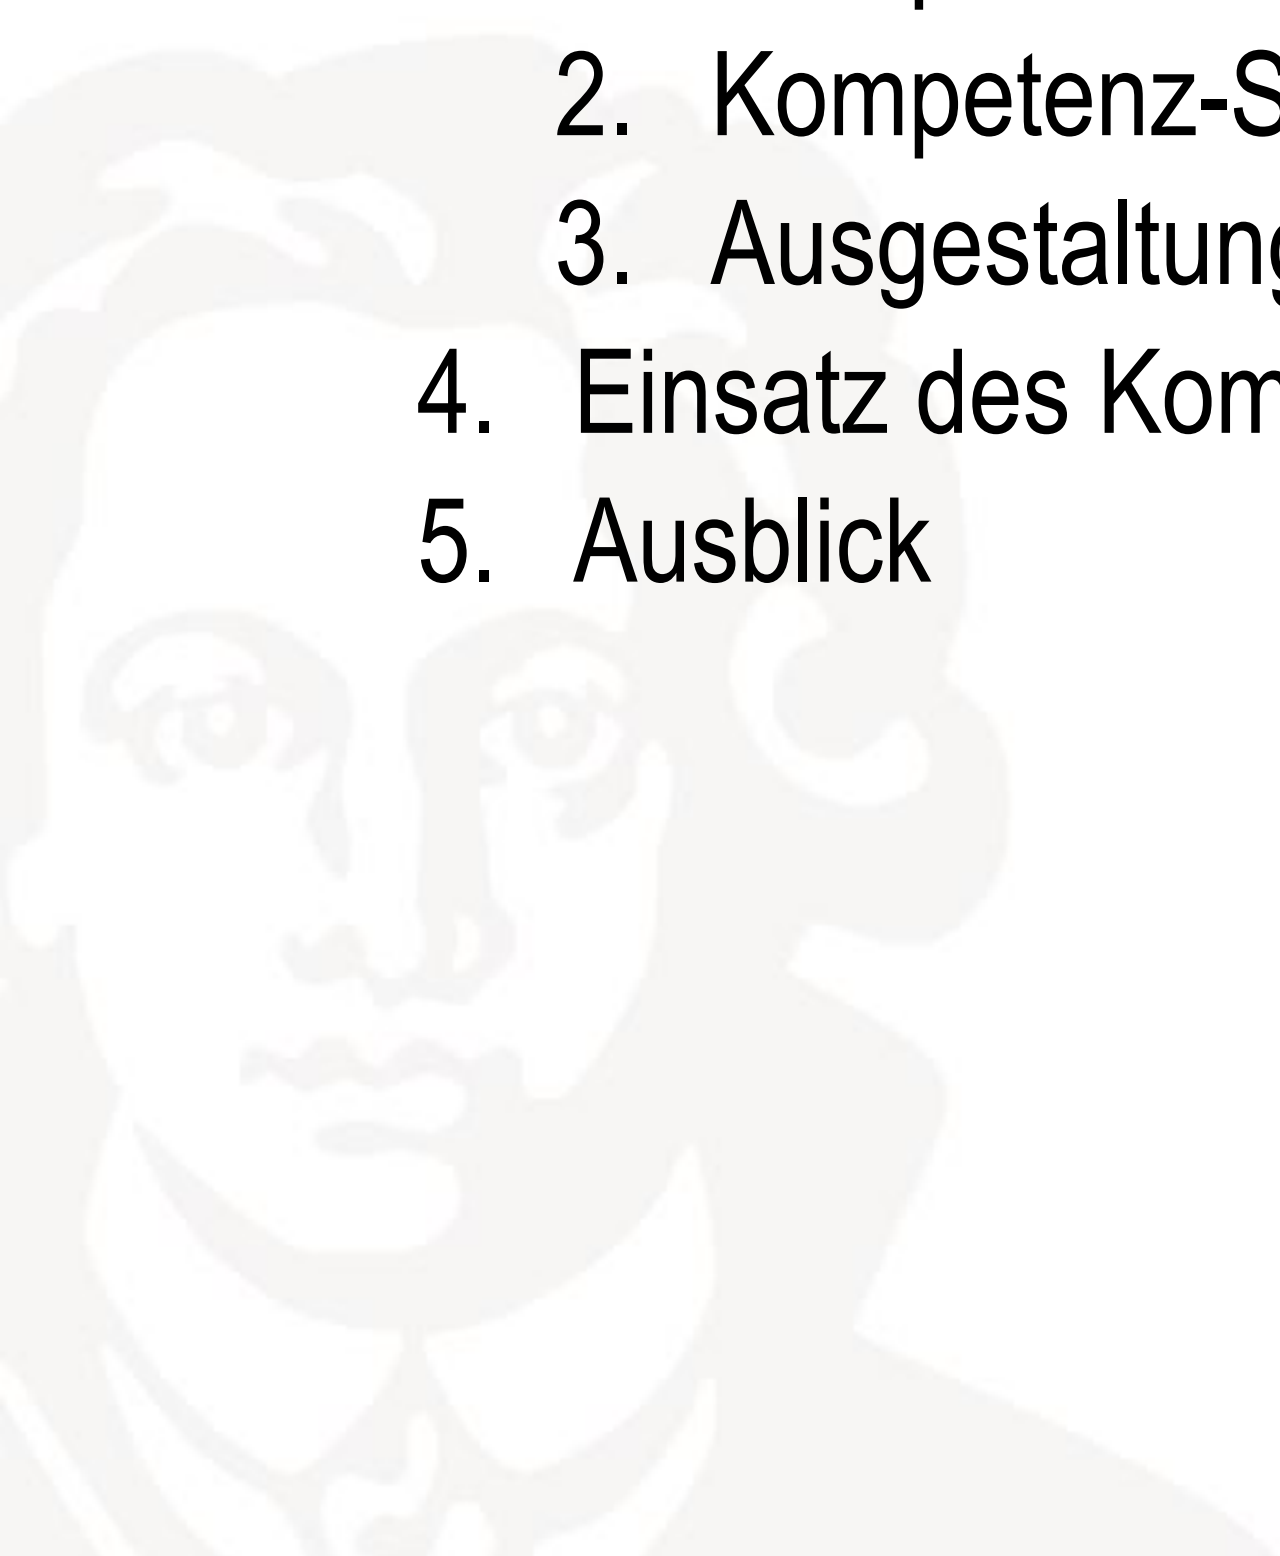 2. Kompetenz-S
3. Ausgestaltung
4. Einsatz des Kom
5. Ausblick